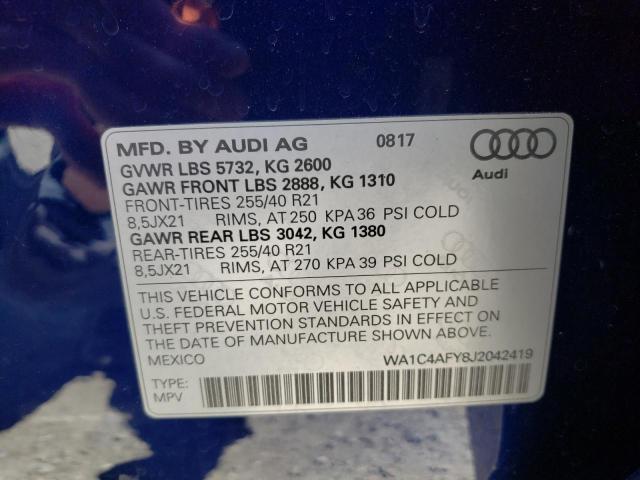 MFD. BY AUDI AG 0817
GVWR LBS 5732, KG 2600
GAWR FRONT LBS 2888, KG 1310
FRONT-TIRES 255/40 R21
8,5JX21 RIMS, AT 250 KPA 36 PSI COLD
GAWR REAR LBS 3042, KG 1380
REAR-TIRES 255/40 R21
8,5JX21 RIMS, AT 270 KPA 39 PSI COLD
Audi
THIS VEHICLE CONFORMS TO ALL APPLICABLE
U.S. FEDERAL MOTOR VEHICLE SAFETY AND
THEFT PREVENTION STANDARDS IN EFFECT ON
THE DATE OF MANUFACTURE SHOWN ABOVE.
MEXICO WA1C4AFY8J2042419
TYPE:
MPV